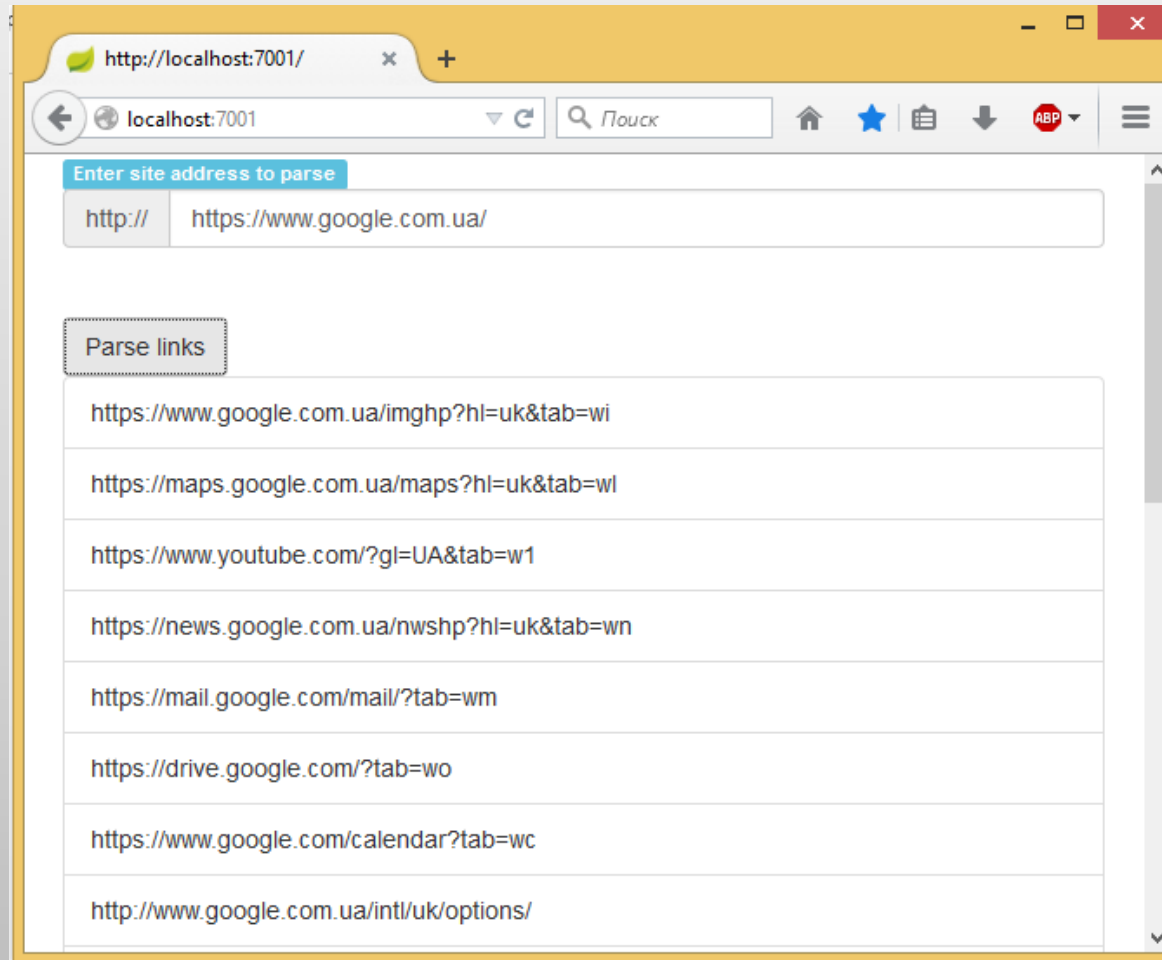 http://localhost:7001/
localhost:7001
Поиск
ABP
Enter site address to parse
http:// https://www.google.com.ua/
Parse links
https://www.google.com.ua/imghp?hl=uk&tab=wi
https://maps.google.com.ua/maps?hl=uk&tab=wl
https://www.youtube.com/?gl=UA&tab=w1
https://news.google.com.ua/nwshp?hl=uk&tab=wn
https://mail.google.com/mail/?tab=wm
https://drive.google.com/?tab=wo
https://www.google.com/calendar?tab=wc
http://www.google.com.ua/intl/uk/options/